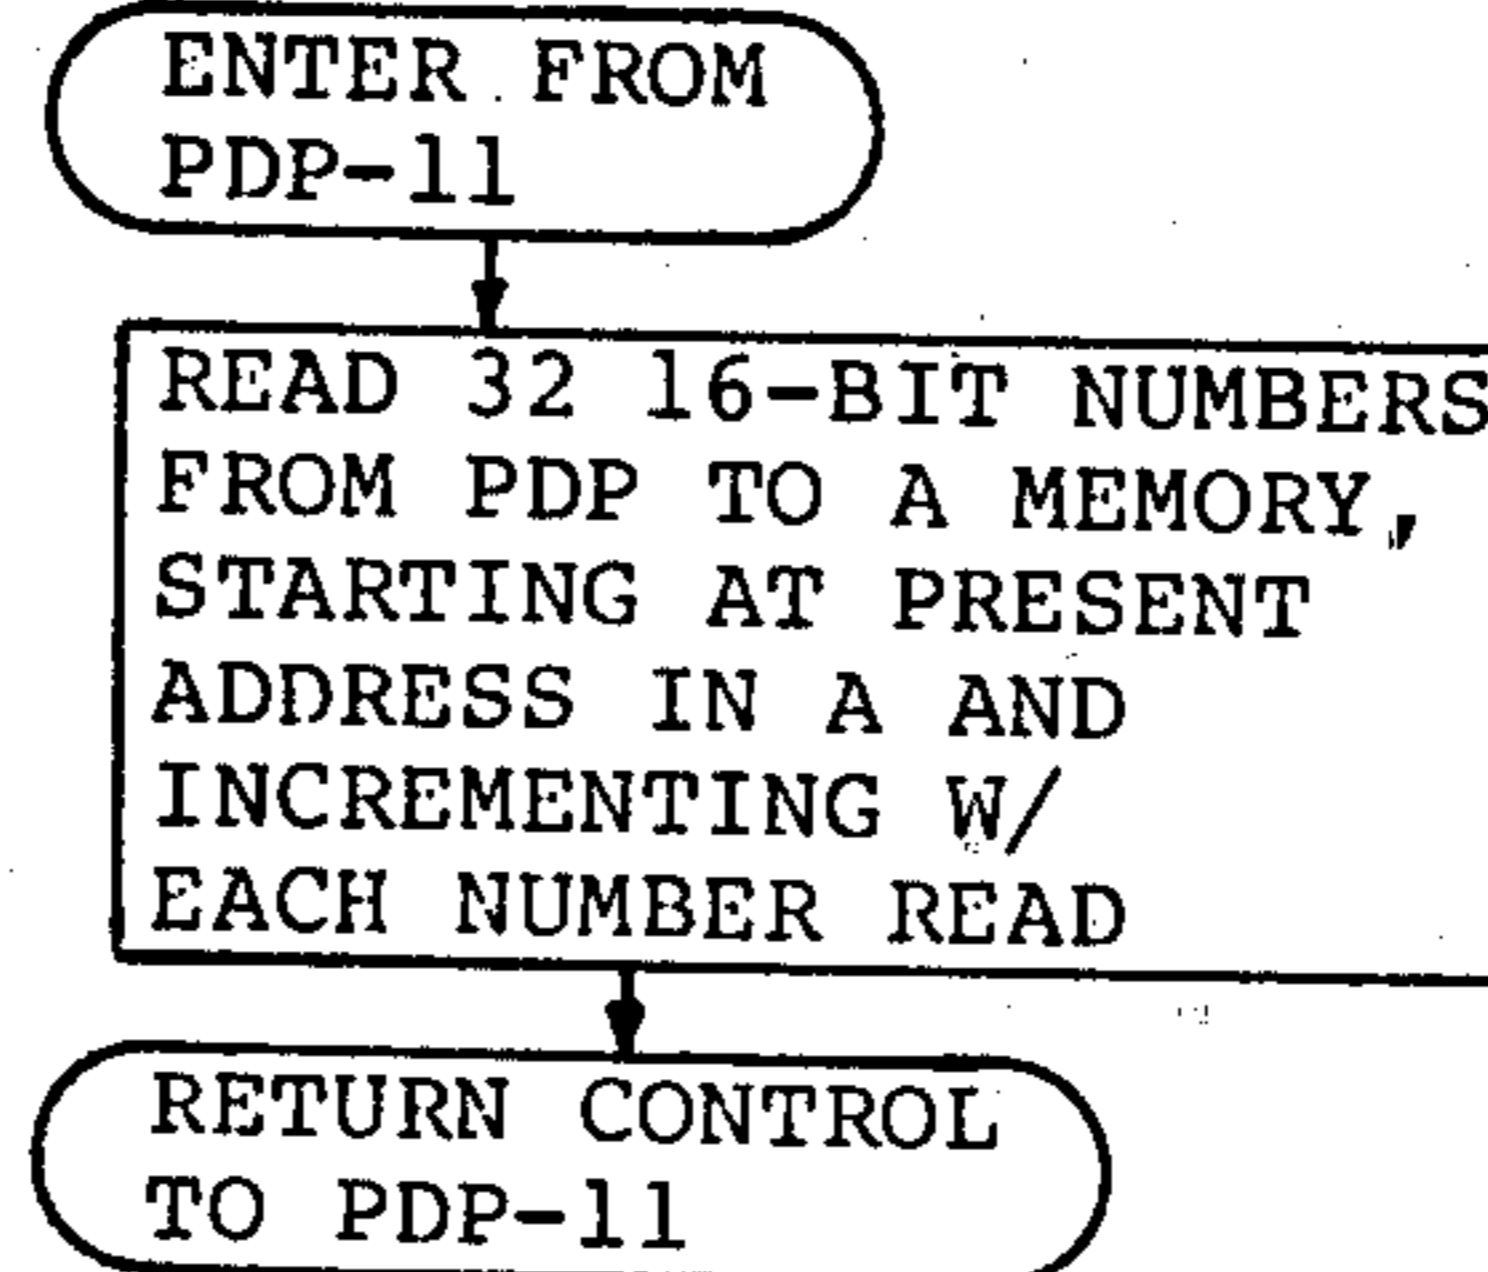 ENTER FROM
PDP-11
READ 32 16-BIT NUMBERS
FROM PDP TO A MEMORY,
STARTING AT PRESENT
ADDRESS IN A AND
INCREMENTING W/
EACH NUMBER READ
RETURN CONTROL
TO PDP-11